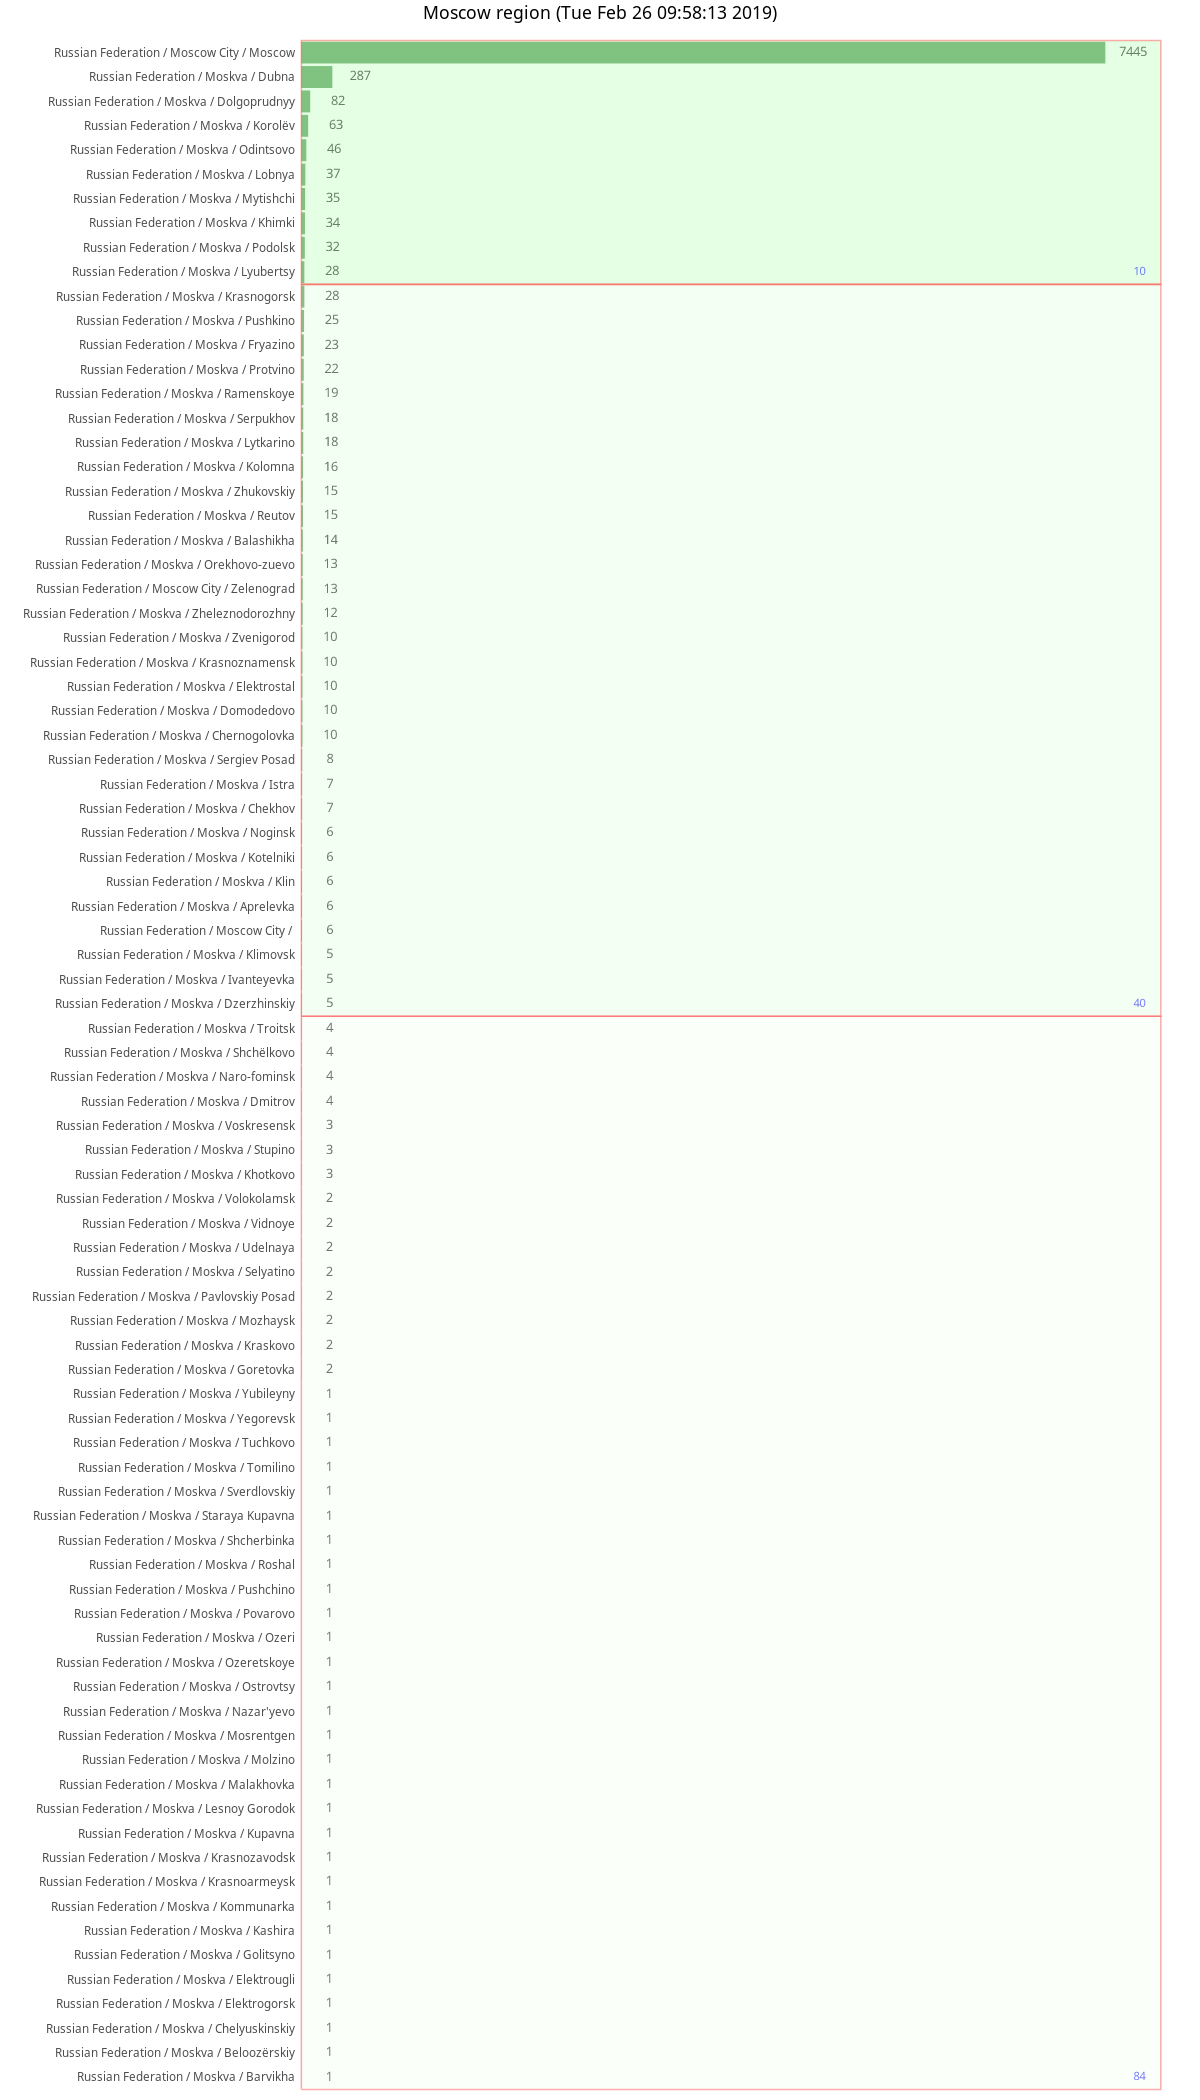 Moscow region (Tue Feb 26 09:58:13 2019)
Russian Federation / Moscow City / Moscow 7445
Russian Federation / Moskva / Dubna 287
Russian Federation / Moskva / Dolgoprudnyy 82
Russian Federation / Moskva / Korolëv 63
Russian Federation / Moskva / Odintsovo 46
Russian Federation / Moskva / Lobnya 37
Russian Federation / Moskva / Mytishchi 35
Russian Federation / Moskva / Khimki 34
Russian Federation / Moskva / Podolsk 32
Russian Federation / Moskva / Lyubertsy 28 10
Russian Federation / Moskva / Krasnogorsk 28
Russian Federation / Moskva / Pushkino 25
Russian Federation / Moskva / Fryazino 23
Russian Federation / Moskva / Protvino 22
Russian Federation / Moskva / Ramenskoye 19
Russian Federation / Moskva / Serpukhov 18
Russian Federation / Moskva / Lytkarino 18
Russian Federation / Moskva / Kolomna 16
Russian Federation / Moskva / Zhukovskiy 15
Russian Federation / Moskva / Reutov 15
Russian Federation / Moskva / Balashikha 14
Russian Federation / Moskva / Orekhovo-zuevo 13
Russian Federation / Moscow City / Zelenograd 13
Russian Federation / Moskva / Zheleznodorozhny 12
Russian Federation / Moskva / Zvenigorod 10
Russian Federation / Moskva / Krasnoznamensk 10
Russian Federation / Moskva / Elektrostal 10
Russian Federation / Moskva / Domodedovo 10
Russian Federation / Moskva / Chernogolovka 10
Russian Federation / Moskva / Sergiev Posad 8
Russian Federation / Moskva / Istra 7
Russian Federation / Moskva / Chekhov 7
Russian Federation / Moskva / Noginsk 6
Russian Federation / Moskva / Kotelniki 6
Russian Federation / Moskva / Klin 6
Russian Federation / Moskva / Aprelevka 6
Russian Federation / Moscow City / 6
Russian Federation / Moskva / Klimovsk 5
Russian Federation / Moskva / Ivanteyevka 5
Russian Federation / Moskva / Dzerzhinskiy 5 40
Russian Federation / Moskva / Troitsk 4
Russian Federation / Moskva / Shchëlkovo 4
Russian Federation / Moskva / Naro-fominsk 4
Russian Federation / Moskva / Dmitrov 4
Russian Federation / Moskva / Voskresensk 3
Russian Federation / Moskva / Stupino 3
Russian Federation / Moskva / Khotkovo 3
Russian Federation / Moskva / Volokolamsk 2
Russian Federation / Moskva / Vidnoye 2
Russian Federation / Moskva / Udelnaya 2
Russian Federation / Moskva / Selyatino 2
Russian Federation / Moskva / Pavlovskiy Posad 2
Russian Federation / Moskva / Mozhaysk 2
Russian Federation / Moskva / Kraskovo 2
Russian Federation / Moskva / Goretovka 2
Russian Federation / Moskva / Yubileyny 1
Russian Federation / Moskva / Yegorevsk 1
Russian Federation / Moskva / Tuchkovo 1
Russian Federation / Moskva / Tomilino 1
Russian Federation / Moskva / Sverdlovskiy 1
Russian Federation / Moskva / Staraya Kupavna 1
Russian Federation / Moskva / Shcherbinka 1
Russian Federation / Moskva / Roshal 1
Russian Federation / Moskva / Pushchino 1
Russian Federation / Moskva / Povarovo 1
Russian Federation / Moskva / Ozeri 1
Russian Federation / Moskva / Ozeretskoye 1
Russian Federation / Moskva / Ostrovtsy 1
Russian Federation / Moskva / Nazar'yevo 1
Russian Federation / Moskva / Mosrentgen 1
Russian Federation / Moskva / Molzino 1
Russian Federation / Moskva / Malakhovka 1
Russian Federation / Moskva / Lesnoy Gorodok 1
Russian Federation / Moskva / Kupavna 1
Russian Federation / Moskva / Krasnozavodsk 1
Russian Federation / Moskva / Krasnoarmeysk 1
Russian Federation / Moskva / Kommunarka 1
Russian Federation / Moskva / Kashira 1
Russian Federation / Moskva / Golitsyno 1
Russian Federation / Moskva / Elektrougli 1
Russian Federation / Moskva / Elektrogorsk 1
Russian Federation / Moskva / Chelyuskinskiy 1
Russian Federation / Moskva / Beloozërskiy 1
Russian Federation / Moskva / Barvikha 1 84